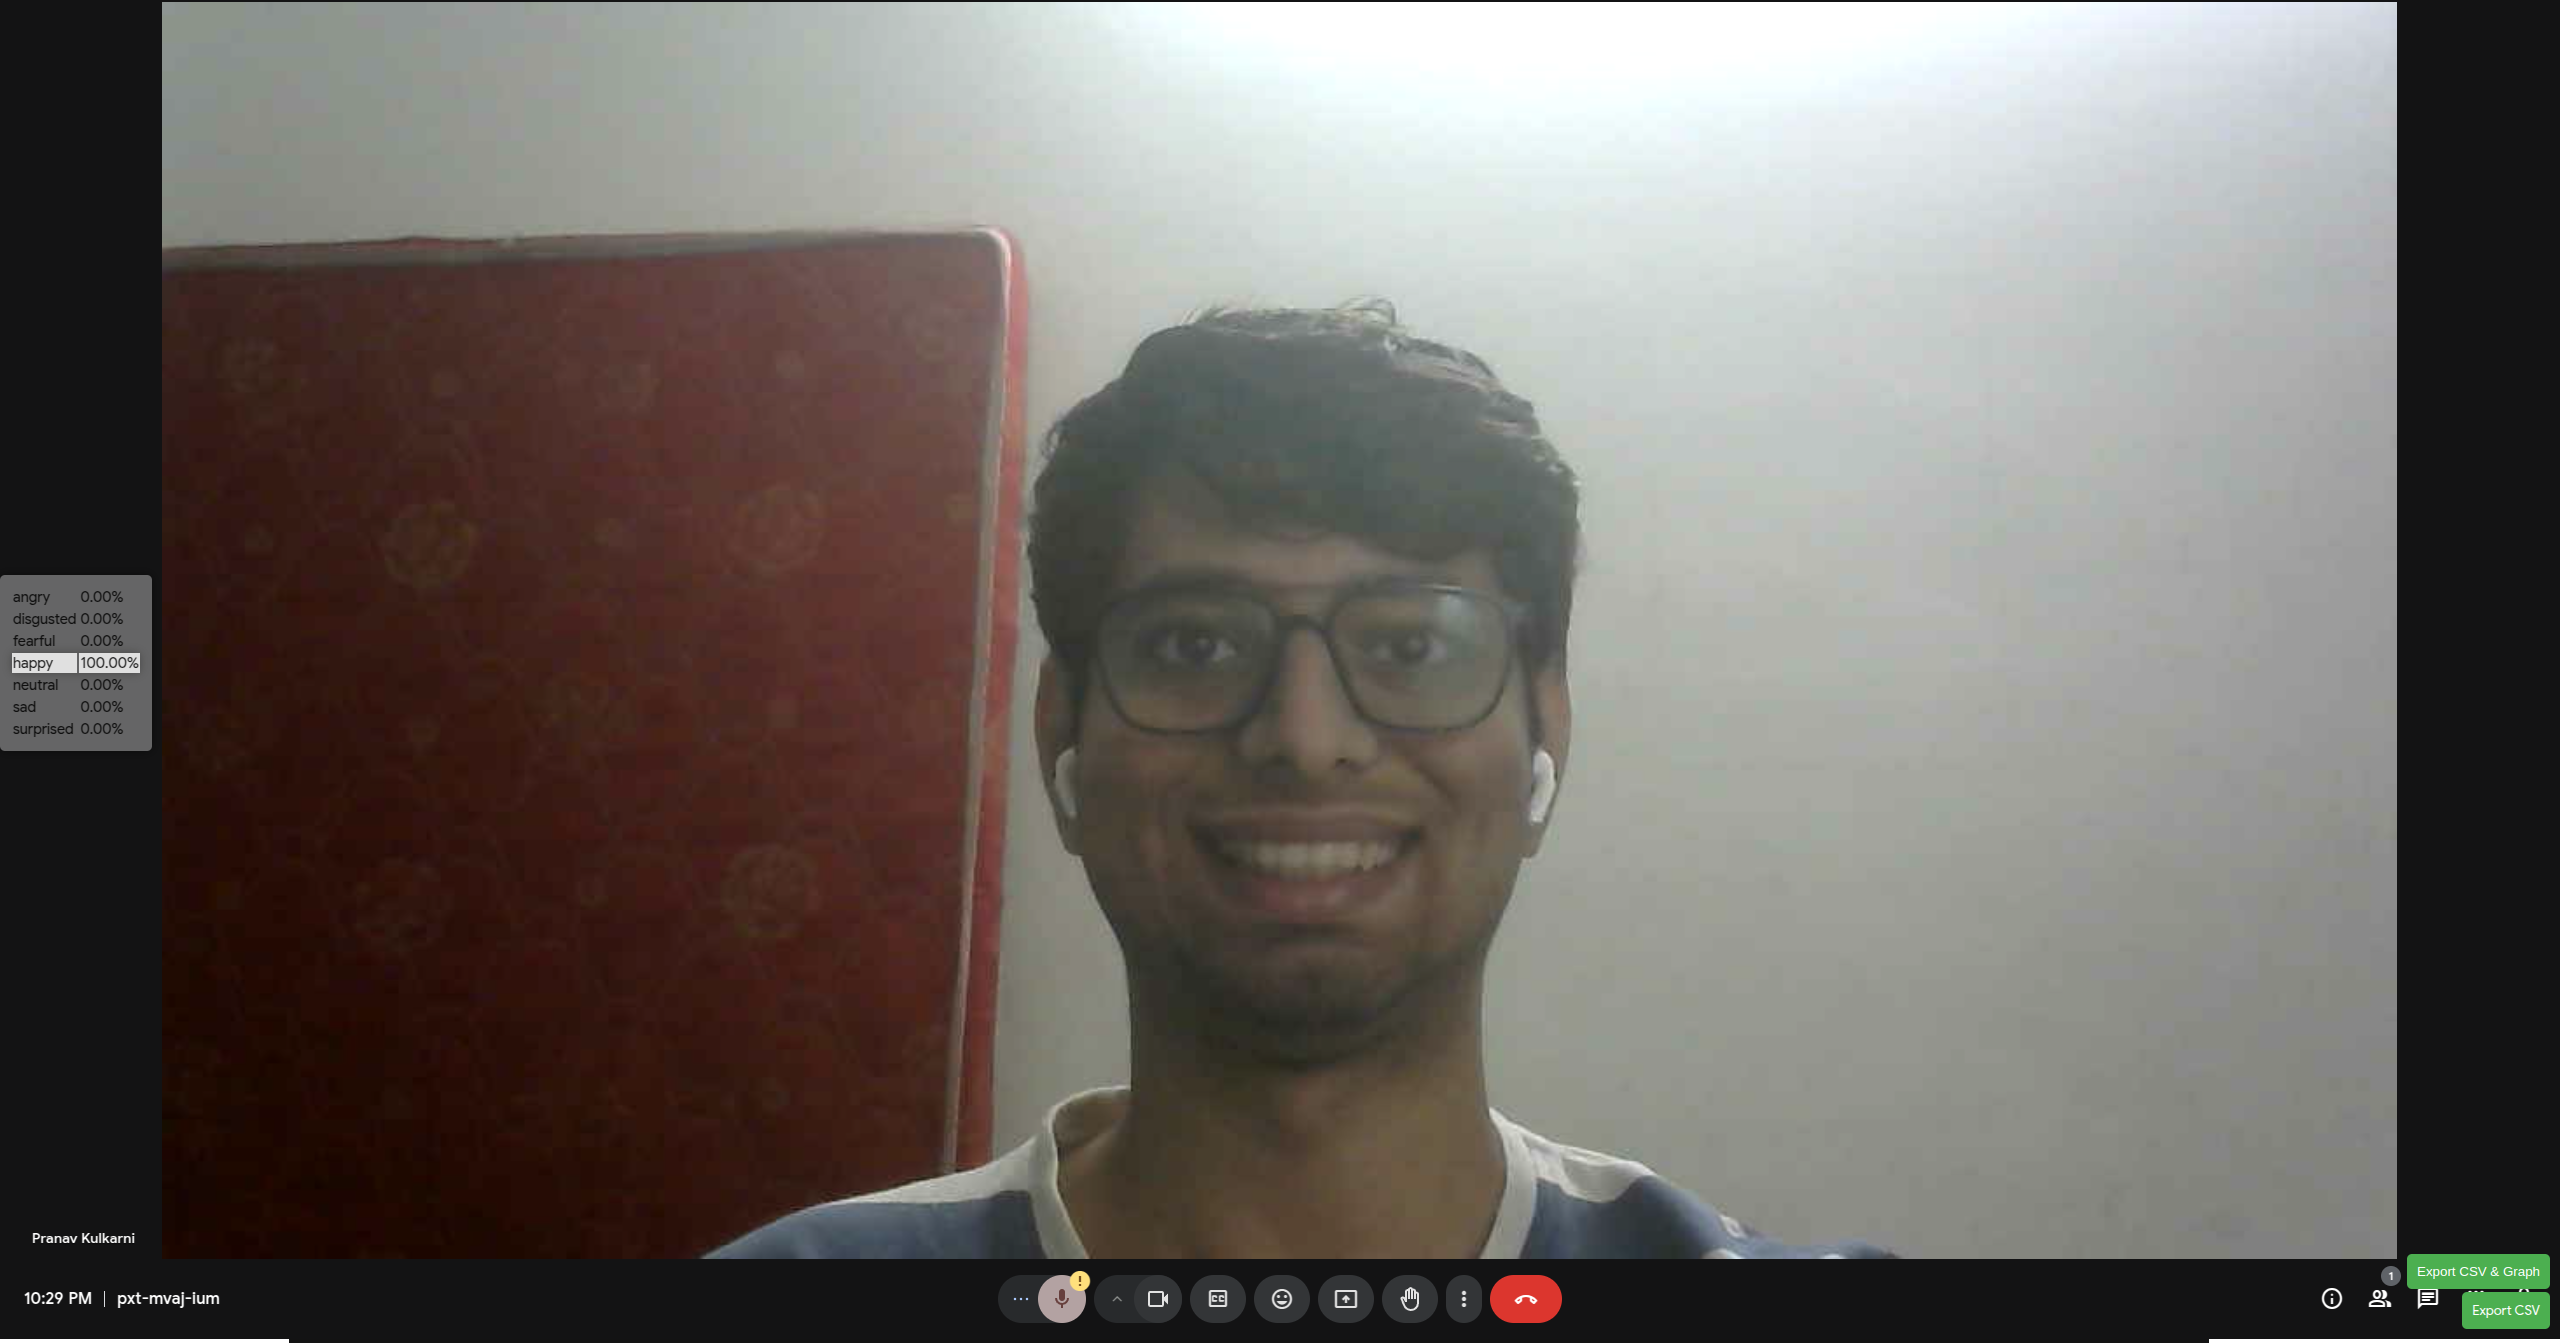 angry 0.00%
disgusted 0.00%
fearful 0.00%
happy 100.00%
neutral 0.00%
sad 0.00%
surprised 0.00%
Pranav Kulkarni
10:29 PM | pxt-mvaj-ium
!
CC
1
Export CSV & Graph
Export CSV